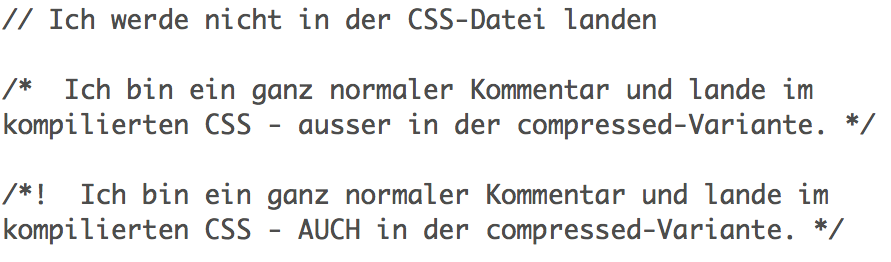 // Ich werde nicht in der CSS-Datei landen
/*  Ich bin ein ganz normaler Kommentar und lande im
kompilierten CSS - ausser in der compressed-Variante. */
/*!  Ich bin ein ganz normaler Kommentar und lande im
kompilierten CSS - AUCH in der compressed-Variante. */